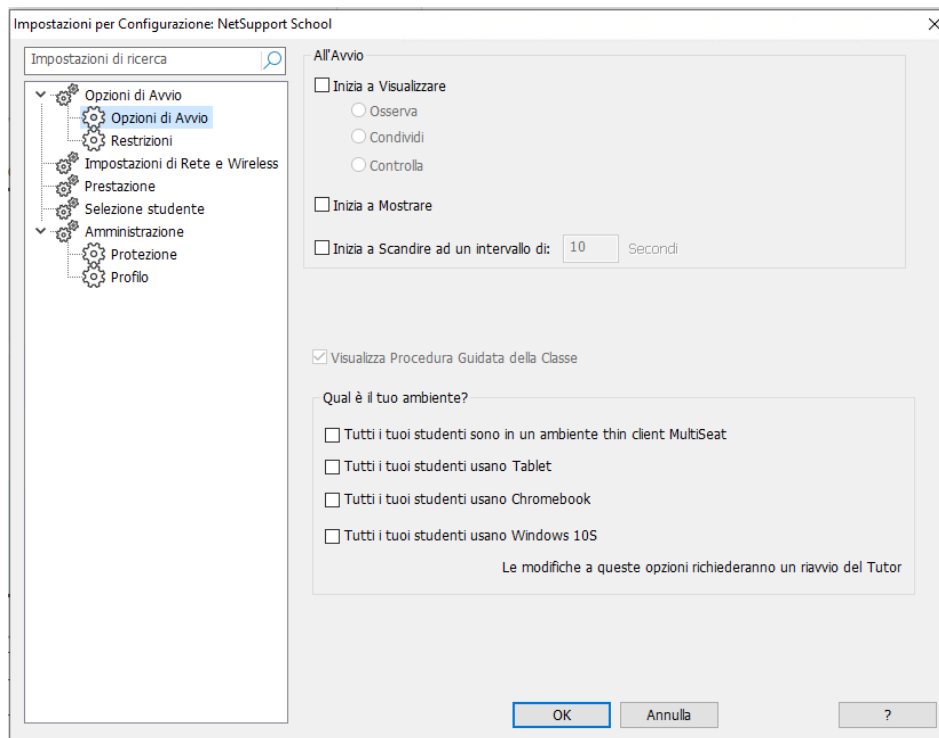 Impostazioni per Configurazione: NetSupport School
Impostazioni di ricerca
Opzioni di Avvio
Opzioni di Avvio
Restrizioni
Impostazioni di Rete e Wireless
Prestazione
Selezione studente
Amministrazione
Protezione
Profilo
All'Avvio
Inizia a Visualizzare
Osserva
Condividi
Controlla
Inizia a Mostrare
Inizia a Scandire ad un intervallo di: 10 Secondi
Visualizza Procedura Guidata della Classe
Qual è il tuo ambiente?
Tutti i tuoi studenti sono in un ambiente thin client MultiSeat
Tutti i tuoi studenti usano Tablet
Tutti i tuoi studenti usano Chromebook
Tutti i tuoi studenti usano Windows 10S
Le modifiche a queste opzioni richiederanno un riavvio del Tutor
OK Annulla ?